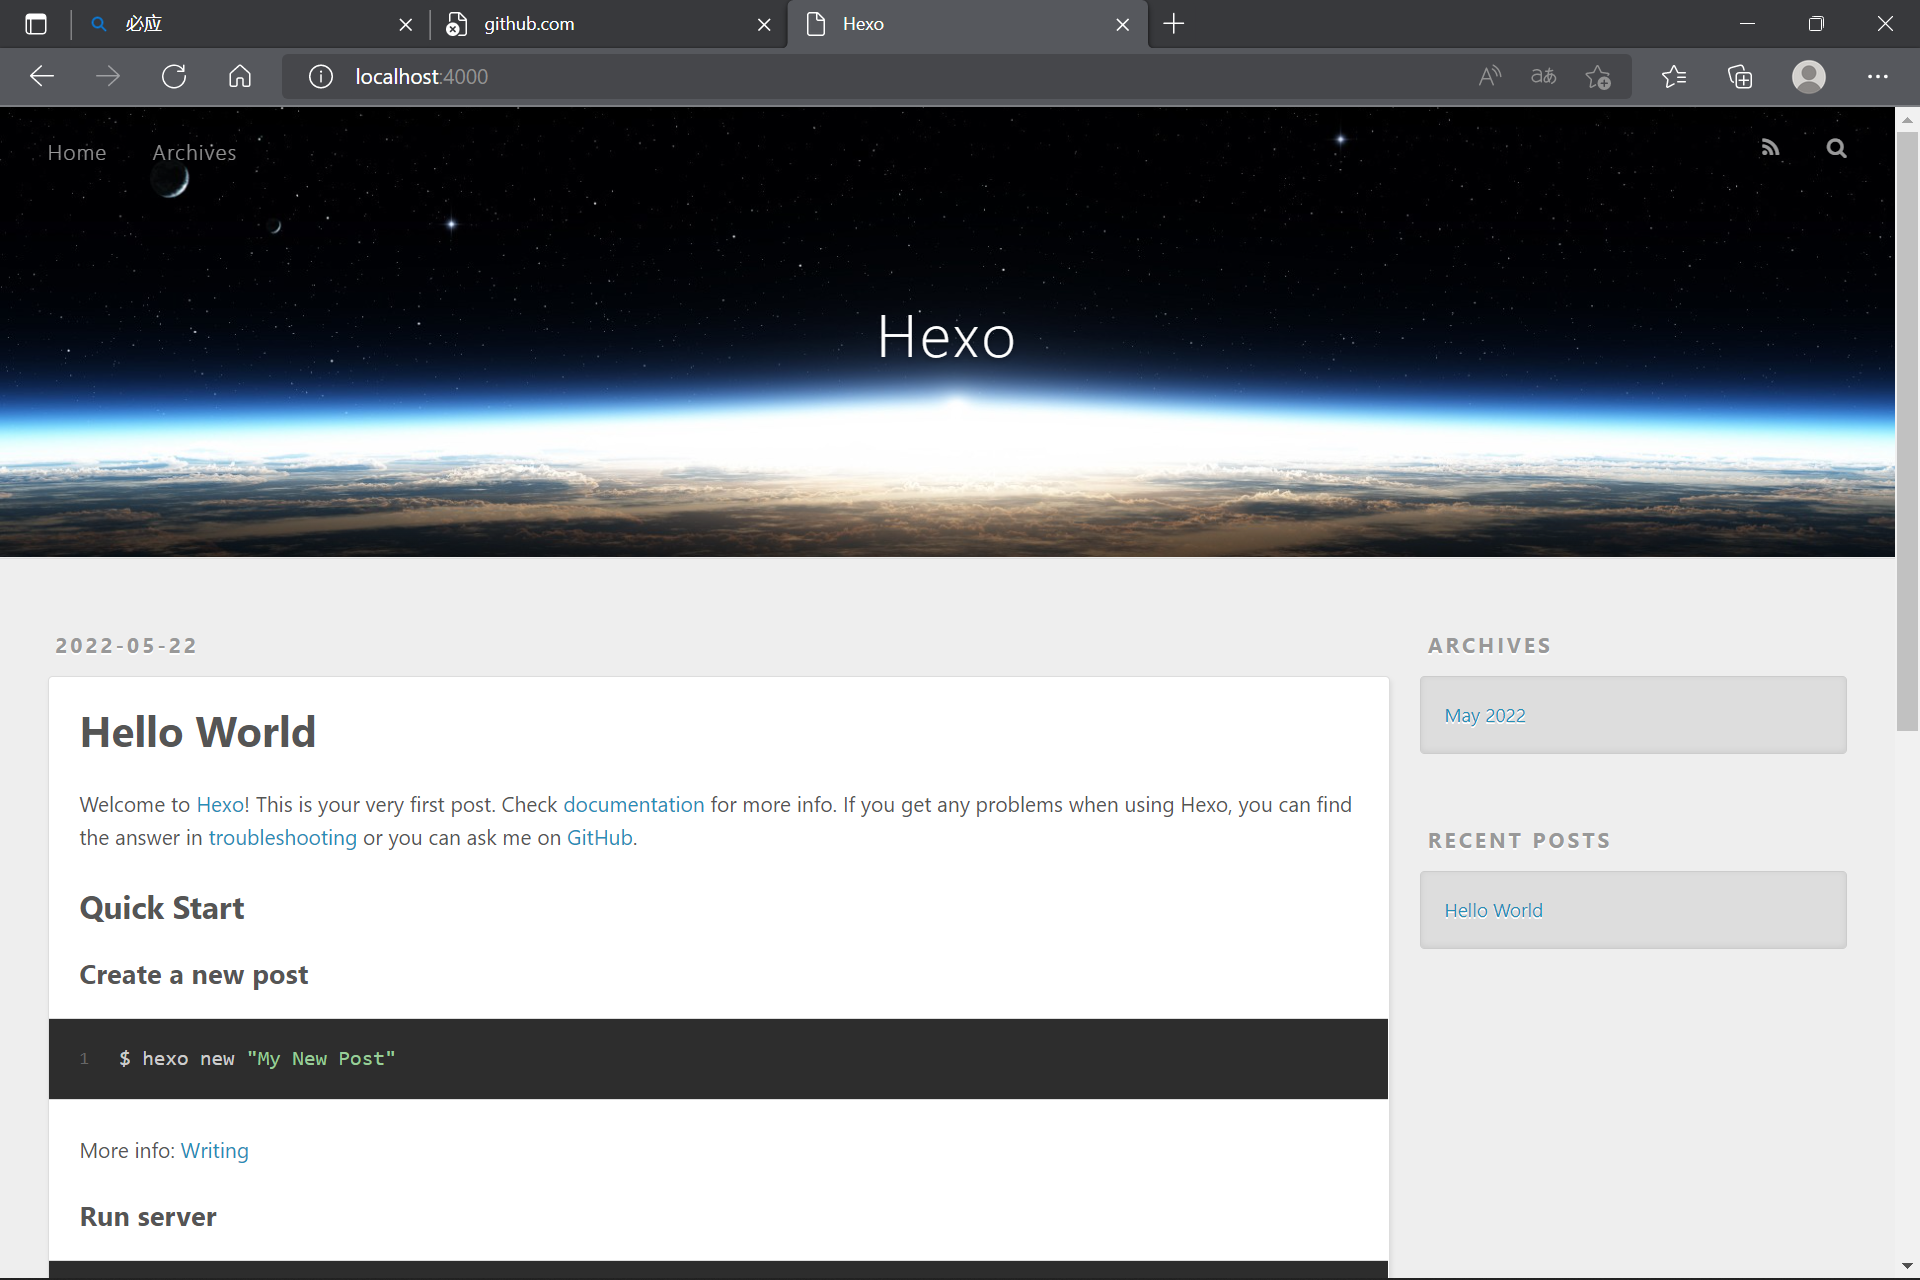 必应
github.com
Hexo
localhost:4000
Home
Archives
Hexo
2022-05-22
Hello World
Welcome to Hexo! This is your very first post. Check documentation for more info. If you get any problems when using Hexo, you can find
the answer in troubleshooting or you can ask me on GitHub.
Quick Start
Create a new post
1 $ hexo new "My New Post"
More info: Writing
Run server
ARCHIVES
May 2022
RECENT POSTS
Hello World